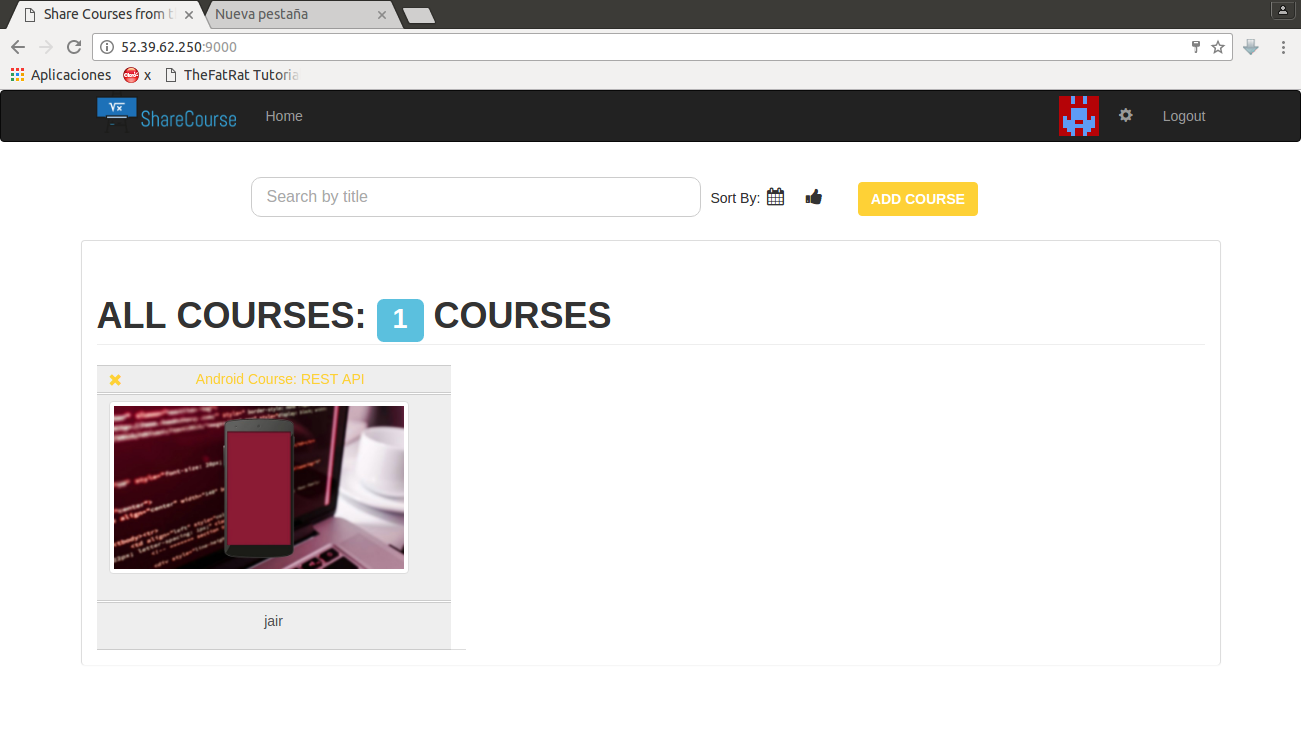 Share Courses from t
Nueva pestaña
52.39.62.250:9000
Aplicaciones
x
TheFatRat Tutoria
√x
ShareCourse
Home
Logout
Search by title
Sort By:
ADD COURSE
ALL COURSES: 1 COURSES
Android Course: REST API
jair